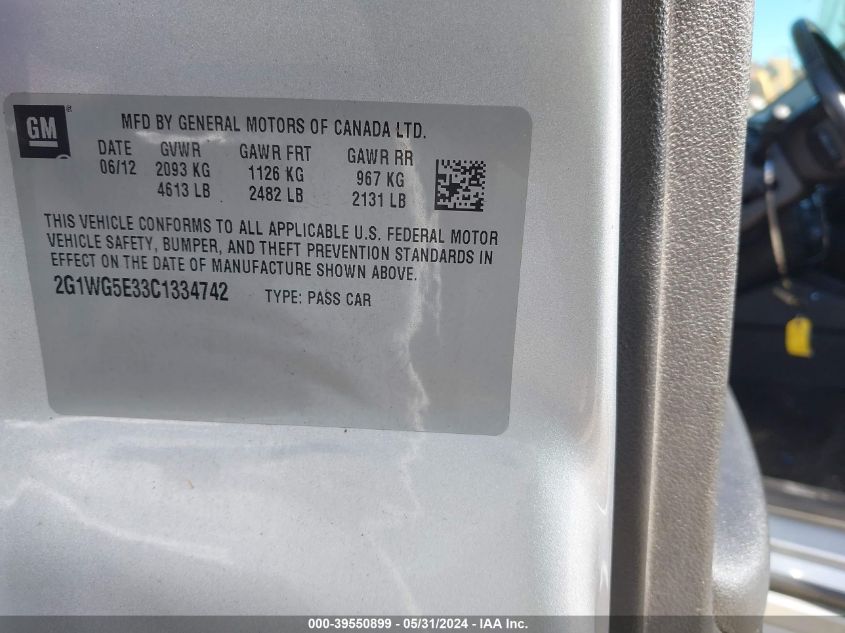 GM ®
MFD BY GENERAL MOTORS OF CANADA LTD.
DATE GVWR GAWR FRT GAWR RR
06/12 2093 KG 1126 KG 967 KG
4613 LB 2482 LB 2131 LB
THIS VEHICLE CONFORMS TO ALL APPLICABLE U.S. FEDERAL MOTOR
VEHICLE SAFETY, BUMPER, AND THEFT PREVENTION STANDARDS IN
EFFECT ON THE DATE OF MANUFACTURE SHOWN ABOVE.
2G1WG5E33C1334742 TYPE: PASS CAR
000-39550899 - 05/31/2024 - IAA Inc.